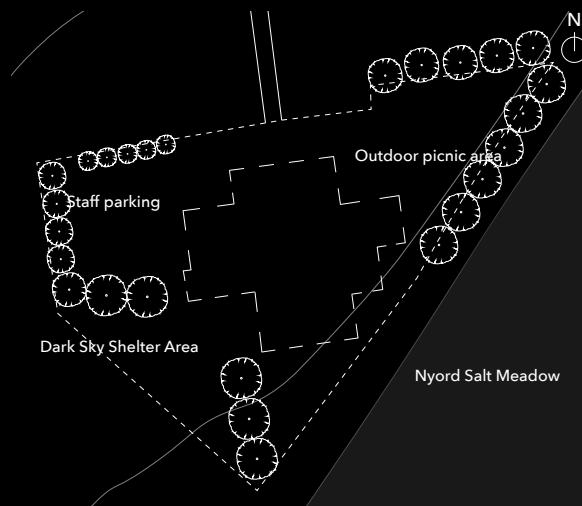 N
Outdoor picnic area
Staff parking
Dark Sky Shelter Area
Nyord Salt Meadow